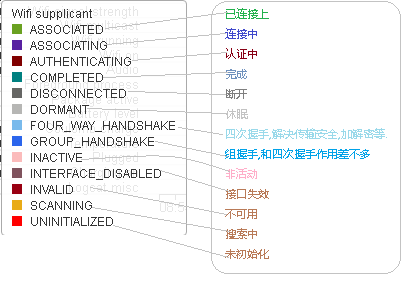 Wifi supplicant
ASSOCIATED 已连接上
ASSOCIATING 连接中
AUTHENTICATING 认证中
COMPLETED 完成
DISCONNECTED 断开
DORMANT 休眠
FOUR_WAY_HANDSHAKE 四次握手,解决传输安全,加解密等.
GROUP_HANDSHAKE 组握手,和四次握手作用差不多
INACTIVE 非活动
INTERFACE_DISABLED 接口失效
INVALID 不可用
SCANNING 搜索中
UNINITIALIZED 未初始化